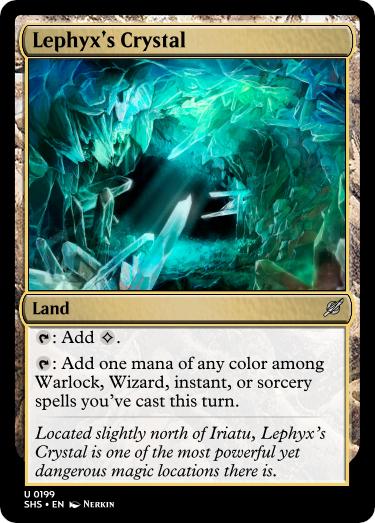 Lephyx's Crystal
Land
: Add .
: Add one mana of any color among
Warlock, Wizard, instant, or sorcery
spells you've cast this turn.
Located slightly north of Iriatu, Lephyx's
Crystal is one of the most powerful yet
dangerous magic locations there is.
U 0199
SHS • EN Nerkin